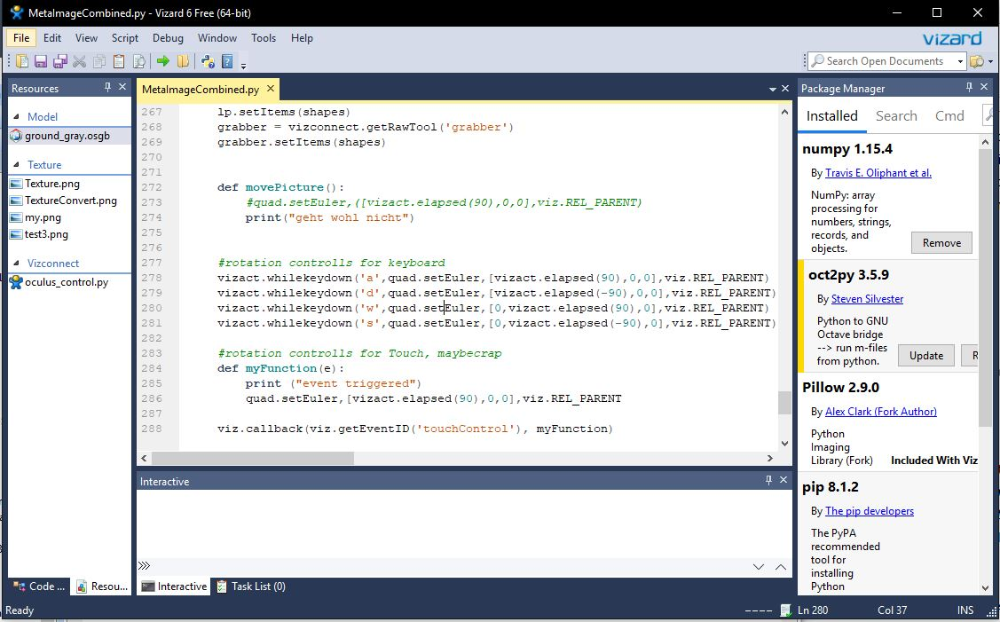 MetaImageCombined.py - Vizard 6 Free (64-bit)
File Edit View Script Debug Window Tools Help
vizard
Search Open Documents
Resources
Model
ground_gray.osgb
Texture
Texture.png
TextureConvert.png
my.png
test3.png
Vizconnect
oculus_control.py
Code ... Resou...
MetaImageCombined.py
267 lp.setItems(shapes)
268 grabber = vizconnect.getRawTool('grabber')
269 grabber.setItems(shapes)
270
271
272 def movePicture():
273 #quad.setEuler,([vizact.elapsed(90),0,0],viz.REL_PARENT)
274 print("geht wohl nicht")
275
276
277 #rotation controlls for keyboard
278 vizact.whilekeydown('a',quad.setEuler,[vizact.elapsed(90),0,0],viz.REL_PARENT)
279 vizact.whilekeydown('d',quad.setEuler,[vizact.elapsed(-90),0,0],viz.REL_PARENT)
280 vizact.whilekeydown('w',quad.setEuler,[0,vizact.elapsed(90),0],viz.REL_PARENT)
281 vizact.whilekeydown('s',quad.setEuler,[0,vizact.elapsed(-90),0],viz.REL_PARENT)
282
283 #rotation controlls for Touch, maybecrap
284 def myFunction(e):
285 print ("event triggered")
286 quad.setEuler,[vizact.elapsed(90),0,0],viz.REL_PARENT
287
288 viz.callback(viz.getEventID('touchControl'), myFunction)
Interactive
>>>
Interactive Task List (0)
Package Manager
Installed Search Cmd
numpy 1.15.4
By Travis E. Oliphant et al.
NumPy: array
processing for
numbers, strings,
records, and
objects.
Remove
oct2py 3.5.9
By Steven Silvester
Python to GNU
Octave bridge
--> run m-files
from python.
Update R
Pillow 2.9.0
By Alex Clark (Fork Author)
Python
Imaging
Library (Fork) Included With Viz
pip 8.1.2
By The pip developers
The PyPA
recommended
tool for
installing
Python
Ready Ln 280 Col 37 INS